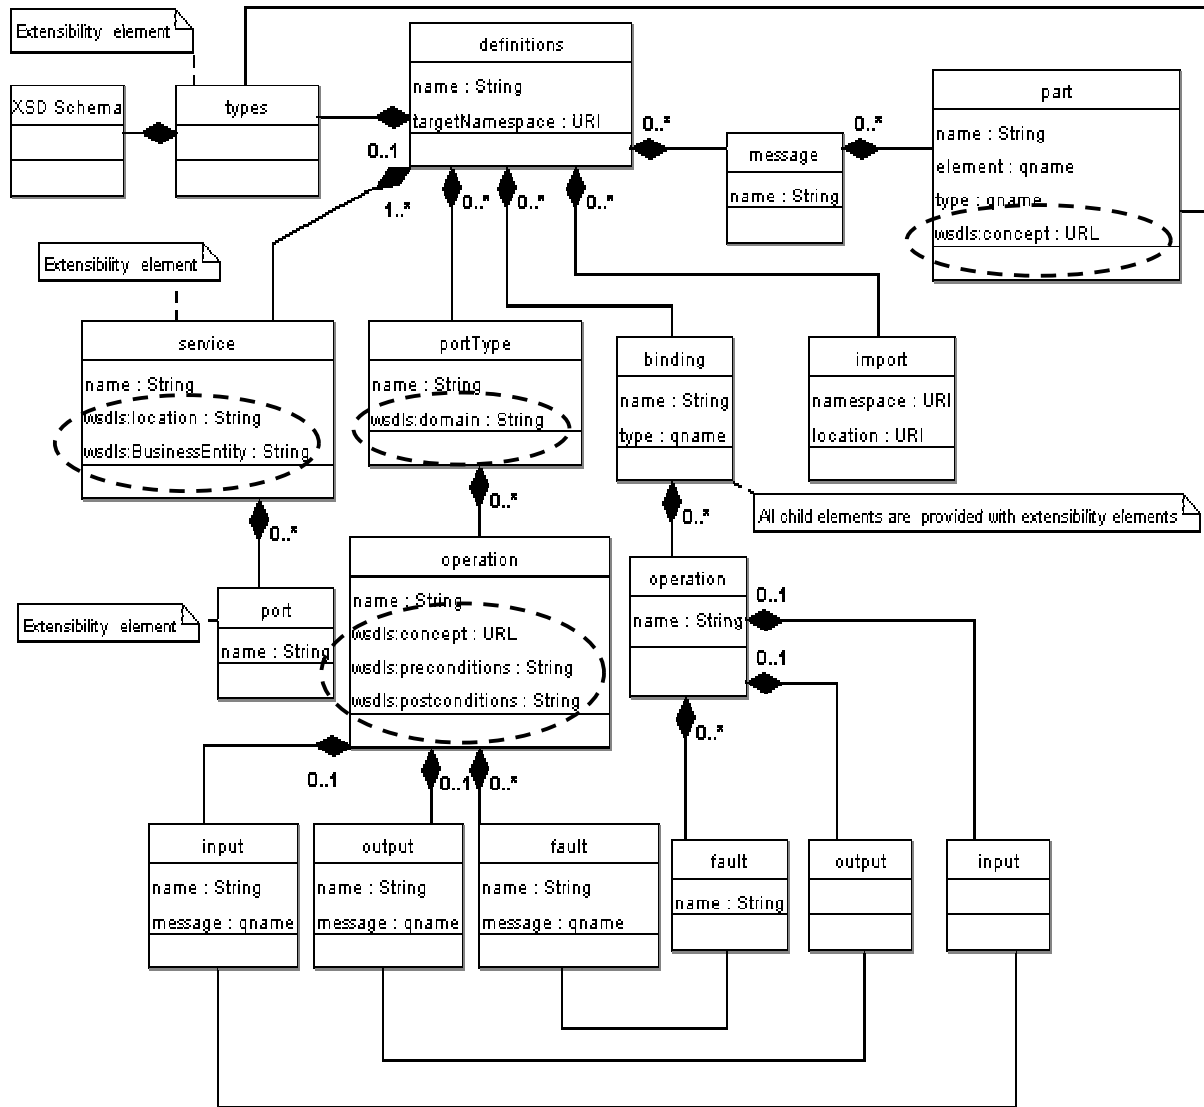 Extensibility element
definitions
name : String
targetNamespace : URI
XSD Schema
types
0..1
1..*
0..*
0..*
0..*
0..*
message
name : String
0..*
part
name : String
element : qname
type : qname
wsdls:concept : URL
Extensibility element
service
name : String
wsdls:location : String
wsdls:BusinessEntity : String
portType
name : String
wsdls:domain : String
binding
name : String
type : qname
import
namespace : URI
location : URI
0..*
0..*
0..*
All child elements are provided with extensibility elements
Extensibility element
port
name : String
operation
name : String
wsdls:concept : URL
wsdls:preconditions : String
wsdls:postconditions : String
operation
name : String
0..1
0..1
0..*
0..1
0..1
0..*
input
name : String
message : qname
output
name : String
message : qname
fault
name : String
message : qname
fault
name : String
output
input